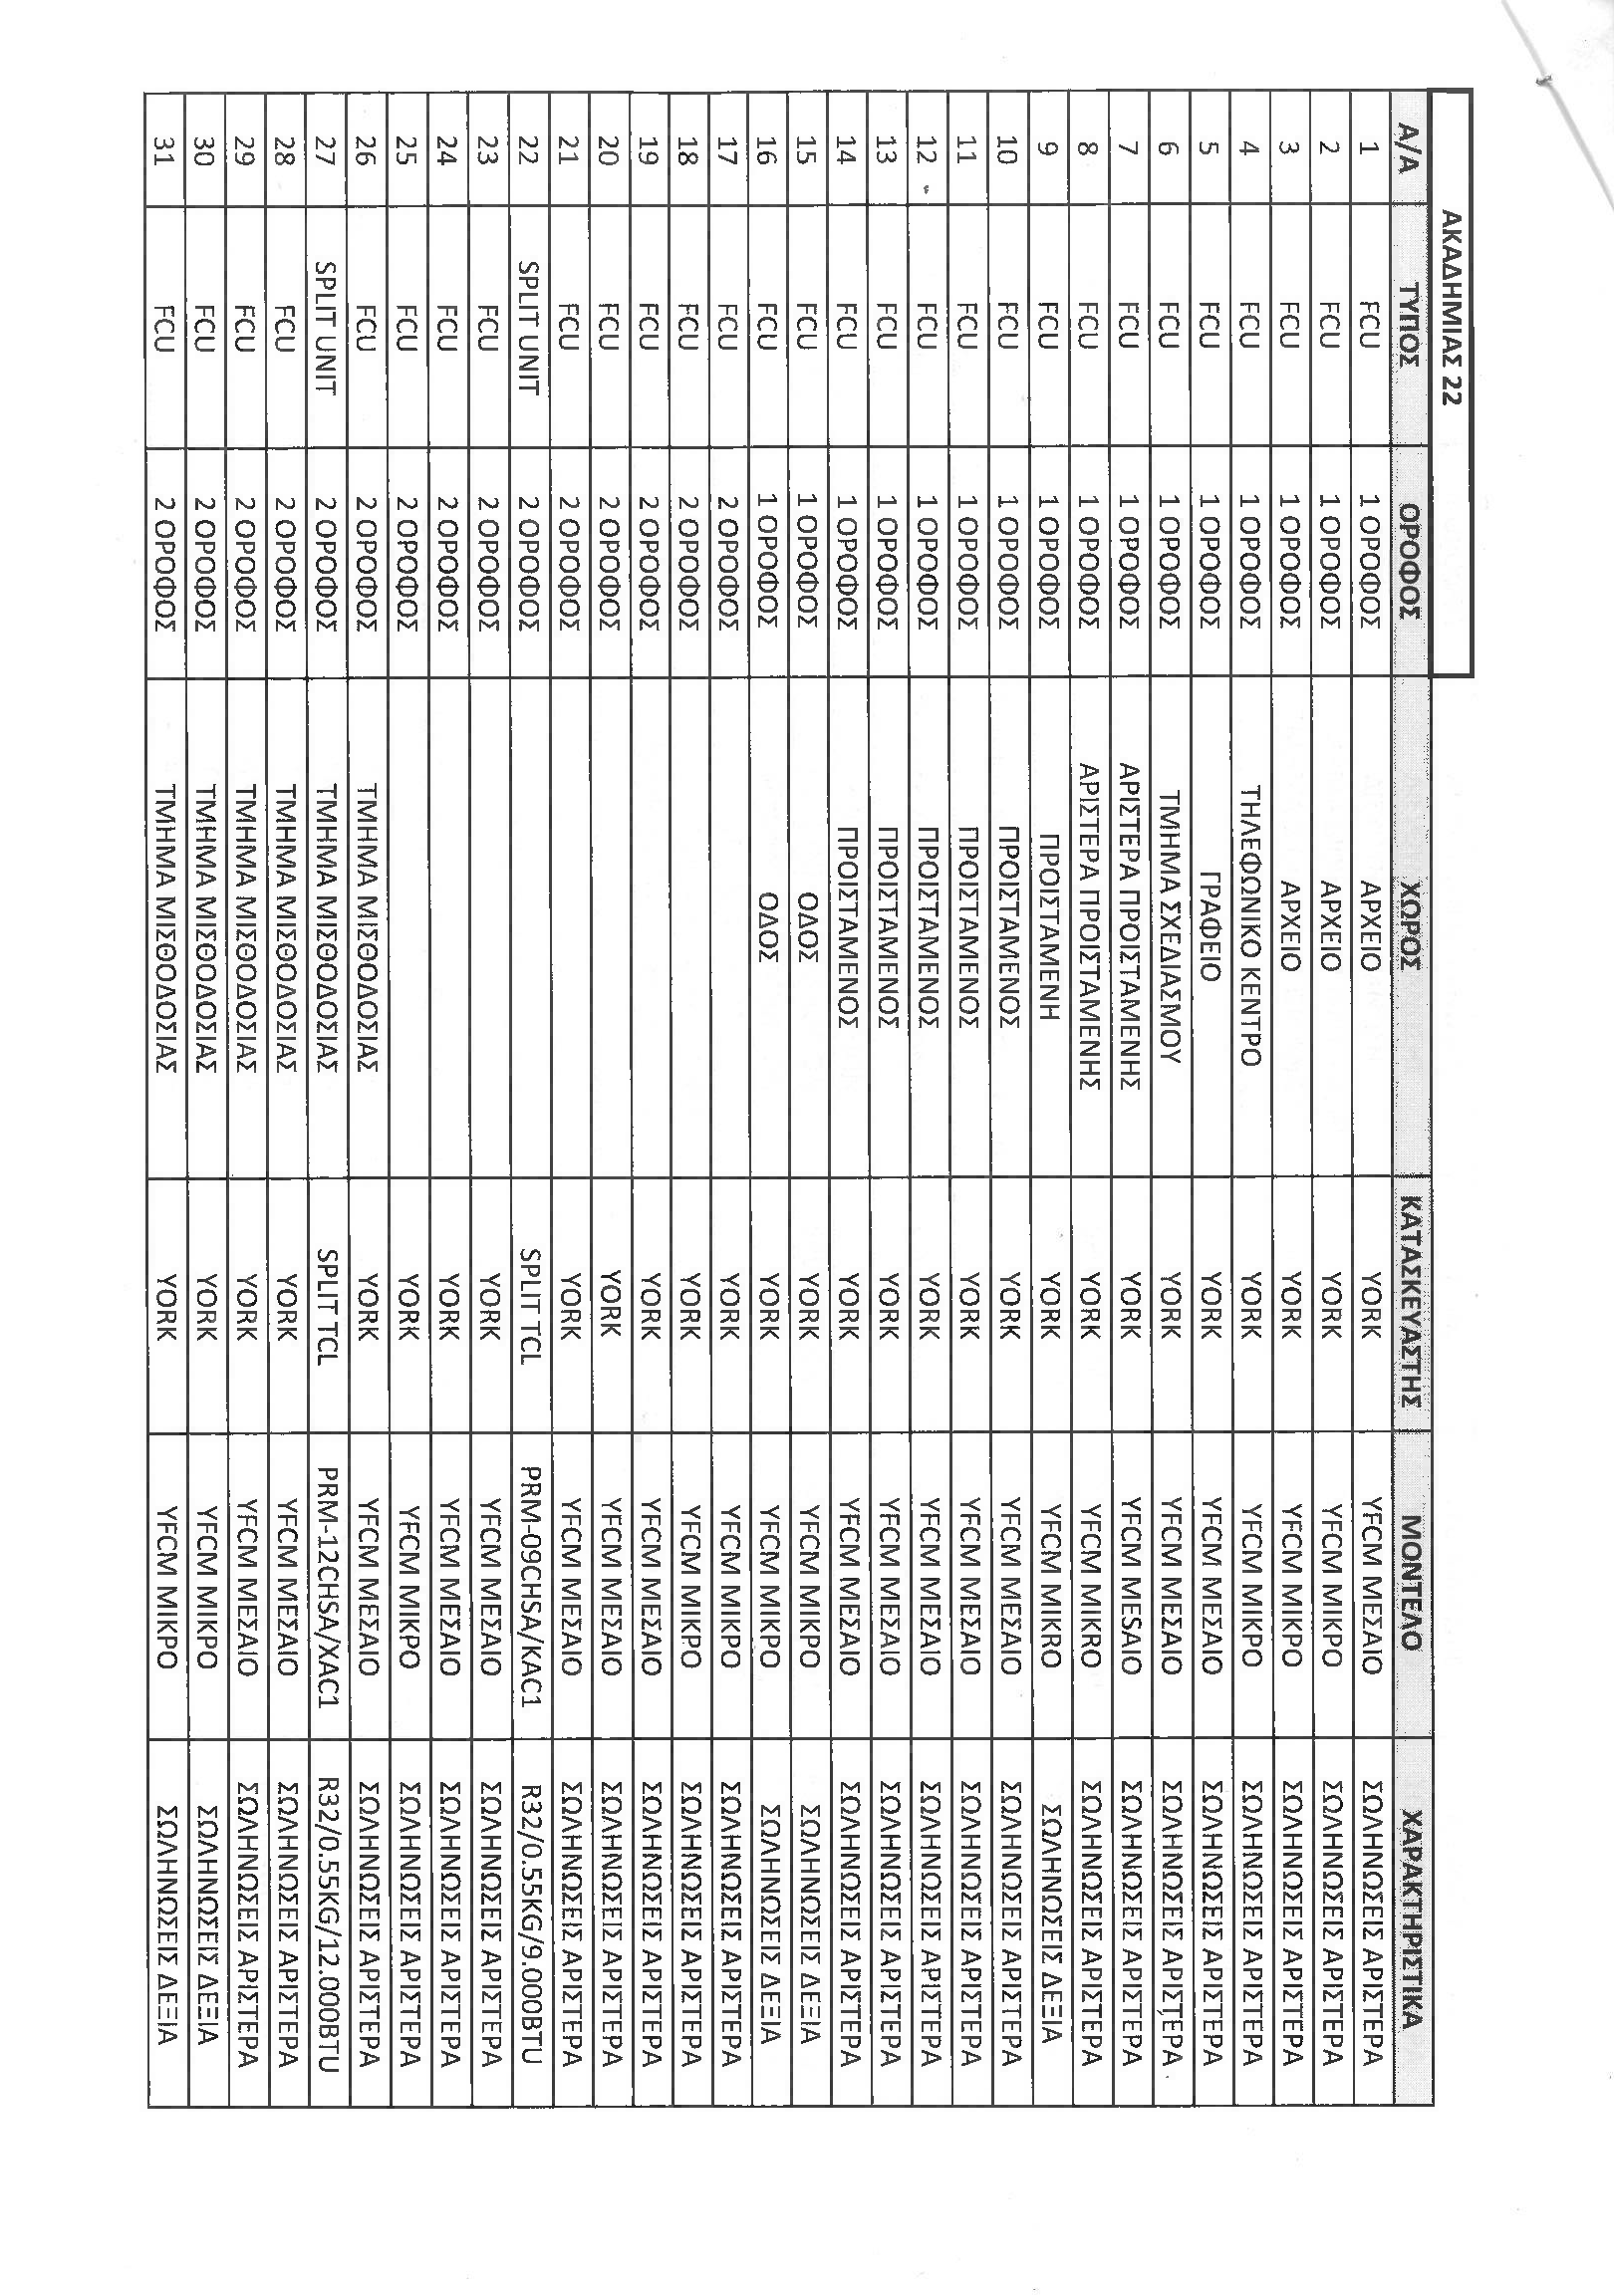 ΑΚΑΔΗΜΙΑΣ 22
Α/Α ΤΥΠΟΣ ΟΡΟΦΟΣ ΧΩΡΟΣ ΚΑΤΑΣΚΕΥΑΣΤΗΣ ΜΟΝΤΕΛΟ ΧΑΡΑΚΤΗΡΙΣΤΙΚΑ
1 FCU 1 ΟΡΟΦΟΣ ΑΡΧΕΙΟ YORK YFCM ΜΕΣΑΙΟ ΣΩΛΗΝΩΣΕΙΣ ΑΡΙΣΤΕΡΑ
2 FCU 1 ΟΡΟΦΟΣ ΑΡΧΕΙΟ YORK YFCM ΜΙΚΡΟ ΣΩΛΗΝΩΣΕΙΣ ΑΡΙΣΤΕΡΑ
3 FCU 1 ΟΡΟΦΟΣ ΑΡΧΕΙΟ YORK YFCM ΜΙΚΡΟ ΣΩΛΗΝΩΣΕΙΣ ΑΡΙΣΤΕΡΑ
4 FCU 1 ΟΡΟΦΟΣ ΤΗΛΕΦΩΝΙΚΟ ΚΕΝΤΡΟ YORK YFCM ΜΙΚΡΟ ΣΩΛΗΝΩΣΕΙΣ ΑΡΙΣΤΕΡΑ
5 FCU 1 ΟΡΟΦΟΣ ΓΡΑΦΕΙΟ YORK YFCM ΜΕΣΑΙΟ ΣΩΛΗΝΩΣΕΙΣ ΑΡΙΣΤΕΡΑ
6 FCU 1 ΟΡΟΦΟΣ ΤΜΗΜΑ ΣΧΕΔΙΑΣΜΟΥ YORK YFCM ΜΕΣΑΙΟ ΣΩΛΗΝΩΣΕΙΣ ΑΡΙΣΤΕΡΑ
7 FCU 1 ΟΡΟΦΟΣ ΑΡΙΣΤΕΡΑ ΠΡΟΙΣΤΑΜΕΝΗΣ YORK YFCM MESΑΙΟ ΣΩΛΗΝΩΣΕΙΣ ΑΡΙΣΤΕΡΑ
8 FCU 1 ΟΡΟΦΟΣ ΑΡΙΣΤΕΡΑ ΠΡΟΙΣΤΑΜΕΝΗΣ YORK YFCM MIKRO ΣΩΛΗΝΩΣΕΙΣ ΑΡΙΣΤΕΡΑ
9 FCU 1 ΟΡΟΦΟΣ ΠΡΟΙΣΤΑΜΕΝΗ YORK YFCM MIKRO ΣΩΛΗΝΩΣΕΙΣ ΔΕΞΙΑ
10 FCU 1 ΟΡΟΦΟΣ ΠΡΟΙΣΤΑΜΕΝΟΣ YORK YFCM ΜΕΣΑΙΟ ΣΩΛΗΝΩΣΕΙΣ ΑΡΙΣΤΕΡΑ
11 FCU 1 ΟΡΟΦΟΣ ΠΡΟΙΣΤΑΜΕΝΟΣ YORK YFCM ΜΕΣΑΙΟ ΣΩΛΗΝΩΣΕΙΣ ΑΡΙΣΤΕΡΑ
12 FCU 1 ΟΡΟΦΟΣ ΠΡΟΙΣΤΑΜΕΝΟΣ YORK YFCM ΜΕΣΑΙΟ ΣΩΛΗΝΩΣΕΙΣ ΑΡΙΣΤΕΡΑ
13 FCU 1 ΟΡΟΦΟΣ ΠΡΟΙΣΤΑΜΕΝΟΣ YORK YFCM ΜΕΣΑΙΟ ΣΩΛΗΝΩΣΕΙΣ ΑΡΙΣΤΕΡΑ
14 FCU 1 ΟΡΟΦΟΣ ΠΡΟΙΣΤΑΜΕΝΟΣ YORK YFCM ΜΕΣΑΙΟ ΣΩΛΗΝΩΣΕΙΣ ΑΡΙΣΤΕΡΑ
15 FCU 1 ΟΡΟΦΟΣ ΟΔΟΣ YORK YFCM ΜΙΚΡΟ ΣΩΛΗΝΩΣΕΙΣ ΔΕΞΙΑ
16 FCU 1 ΟΡΟΦΟΣ ΟΔΟΣ YORK YFCM ΜΙΚΡΟ ΣΩΛΗΝΩΣΕΙΣ ΔΕΞΙΑ
17 FCU 2 ΟΡΟΦΟΣ YORK YFCM ΜΙΚΡΟ ΣΩΛΗΝΩΣΕΙΣ ΑΡΙΣΤΕΡΑ
18 FCU 2 ΟΡΟΦΟΣ YORK YFCM ΜΙΚΡΟ ΣΩΛΗΝΩΣΕΙΣ ΑΡΙΣΤΕΡΑ
19 FCU 2 ΟΡΟΦΟΣ YORK YFCM ΜΕΣΑΙΟ ΣΩΛΗΝΩΣΕΙΣ ΑΡΙΣΤΕΡΑ
20 FCU 2 ΟΡΟΦΟΣ YORK YFCM ΜΕΣΑΙΟ ΣΩΛΗΝΩΣΕΙΣ ΑΡΙΣΤΕΡΑ
21 FCU 2 ΟΡΟΦΟΣ YORK YFCM ΜΕΣΑΙΟ ΣΩΛΗΝΩΣΕΙΣ ΑΡΙΣΤΕΡΑ
22 SPLIT UNIT 2 ΟΡΟΦΟΣ SPLIT TCL PRM-09CHSA/KAC1 R32/0.55KG/9.000BTU
23 FCU 2 ΟΡΟΦΟΣ YORK YFCM ΜΕΣΑΙΟ ΣΩΛΗΝΩΣΕΙΣ ΑΡΙΣΤΕΡΑ
24 FCU 2 ΟΡΟΦΟΣ YORK YFCM ΜΕΣΑΙΟ ΣΩΛΗΝΩΣΕΙΣ ΑΡΙΣΤΕΡΑ
25 FCU 2 ΟΡΟΦΟΣ YORK YFCM ΜΙΚΡΟ ΣΩΛΗΝΩΣΕΙΣ ΑΡΙΣΤΕΡΑ
26 FCU 2 ΟΡΟΦΟΣ ΤΜΗΜΑ ΜΙΣΘΟΔΟΣΙΑΣ YORK YFCM ΜΕΣΑΙΟ ΣΩΛΗΝΩΣΕΙΣ ΑΡΙΣΤΕΡΑ
27 SPLIT UNIT 2 ΟΡΟΦΟΣ ΤΜΗΜΑ ΜΙΣΘΟΔΟΣΙΑΣ SPLIT TCL PRM-12CHSA/XAC1 R32/0.55KG/12.000BTU
28 FCU 2 ΟΡΟΦΟΣ ΤΜΗΜΑ ΜΙΣΘΟΔΟΣΙΑΣ YORK YFCM ΜΕΣΑΙΟ ΣΩΛΗΝΩΣΕΙΣ ΑΡΙΣΤΕΡΑ
29 FCU 2 ΟΡΟΦΟΣ ΤΜΗΜΑ ΜΙΣΘΟΔΟΣΙΑΣ YORK YFCM ΜΕΣΑΙΟ ΣΩΛΗΝΩΣΕΙΣ ΑΡΙΣΤΕΡΑ
30 FCU 2 ΟΡΟΦΟΣ ΤΜΗΜΑ ΜΙΣΘΟΔΟΣΙΑΣ YORK YFCM ΜΙΚΡΟ ΣΩΛΗΝΩΣΕΙΣ ΔΕΞΙΑ
31 FCU 2 ΟΡΟΦΟΣ ΤΜΗΜΑ ΜΙΣΘΟΔΟΣΙΑΣ YORK YFCM ΜΙΚΡΟ ΣΩΛΗΝΩΣΕΙΣ ΔΕΞΙΑ